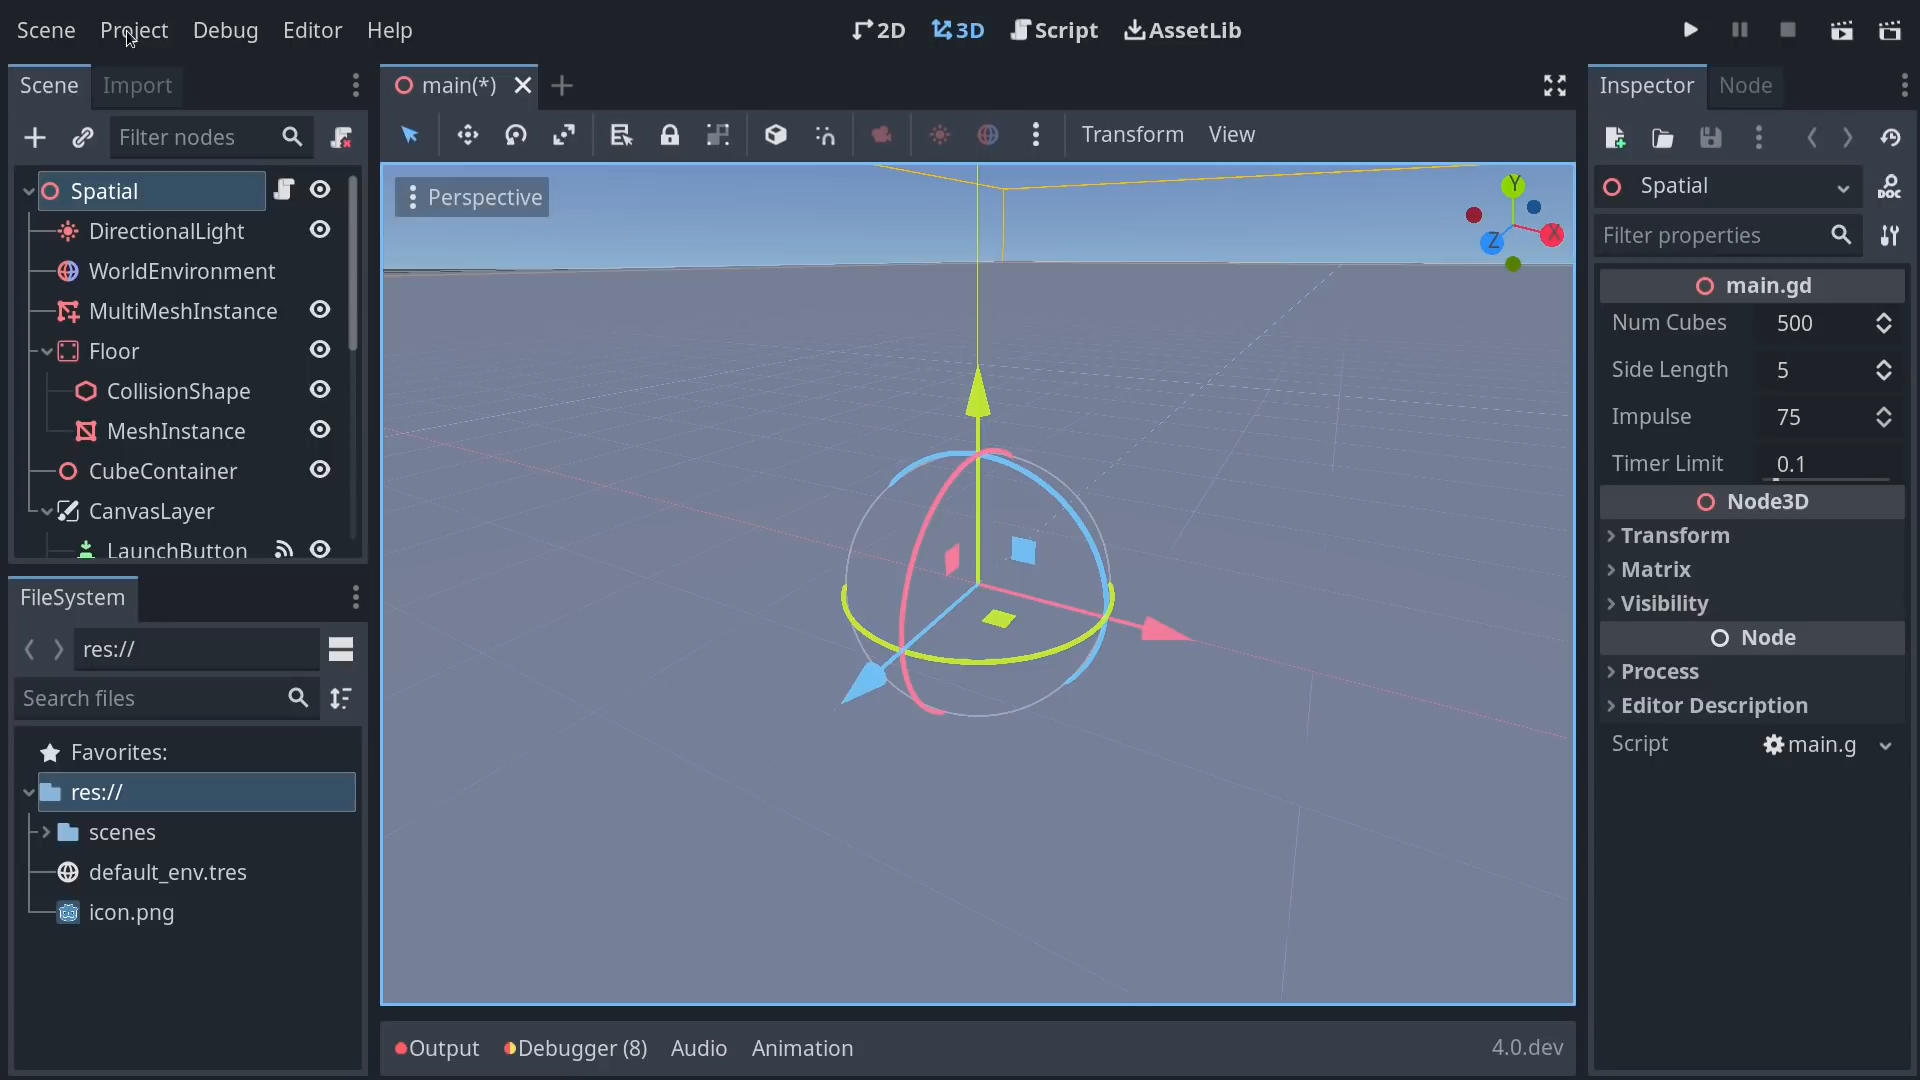 Scene Project Debug Editor Help
2D 3D Script AssetLib
Scene Import
Filter nodes
Spatial
DirectionalLight
WorldEnvironment
MultiMeshInstance
Floor
CollisionShape
MeshInstance
CubeContainer
CanvasLayer
LaunchButton
FileSystem
res://
Search files
Favorites:
res://
scenes
default_env.tres
icon.png
main(*)
Transform View
Perspective
Y
X
Z
Output Debugger (8) Audio Animation 4.0.dev
Inspector Node
Spatial
DOC
Filter properties
main.gd
Num Cubes 500
Side Length 5
Impulse 75
Timer Limit 0.1
Node3D
Transform
Matrix
Visibility
Node
Process
Editor Description
Script main.g